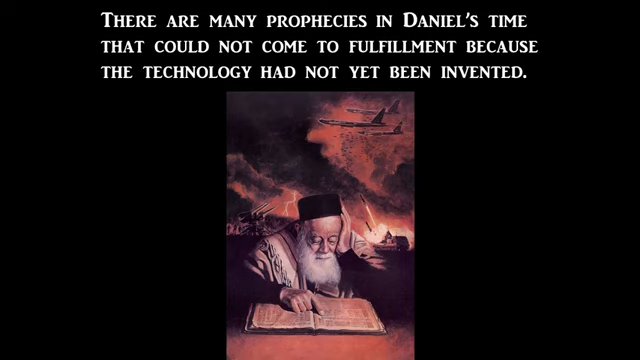 There are many prophecies in Daniel's time
that could not come to fulfillment because
the technology had not yet been invented.